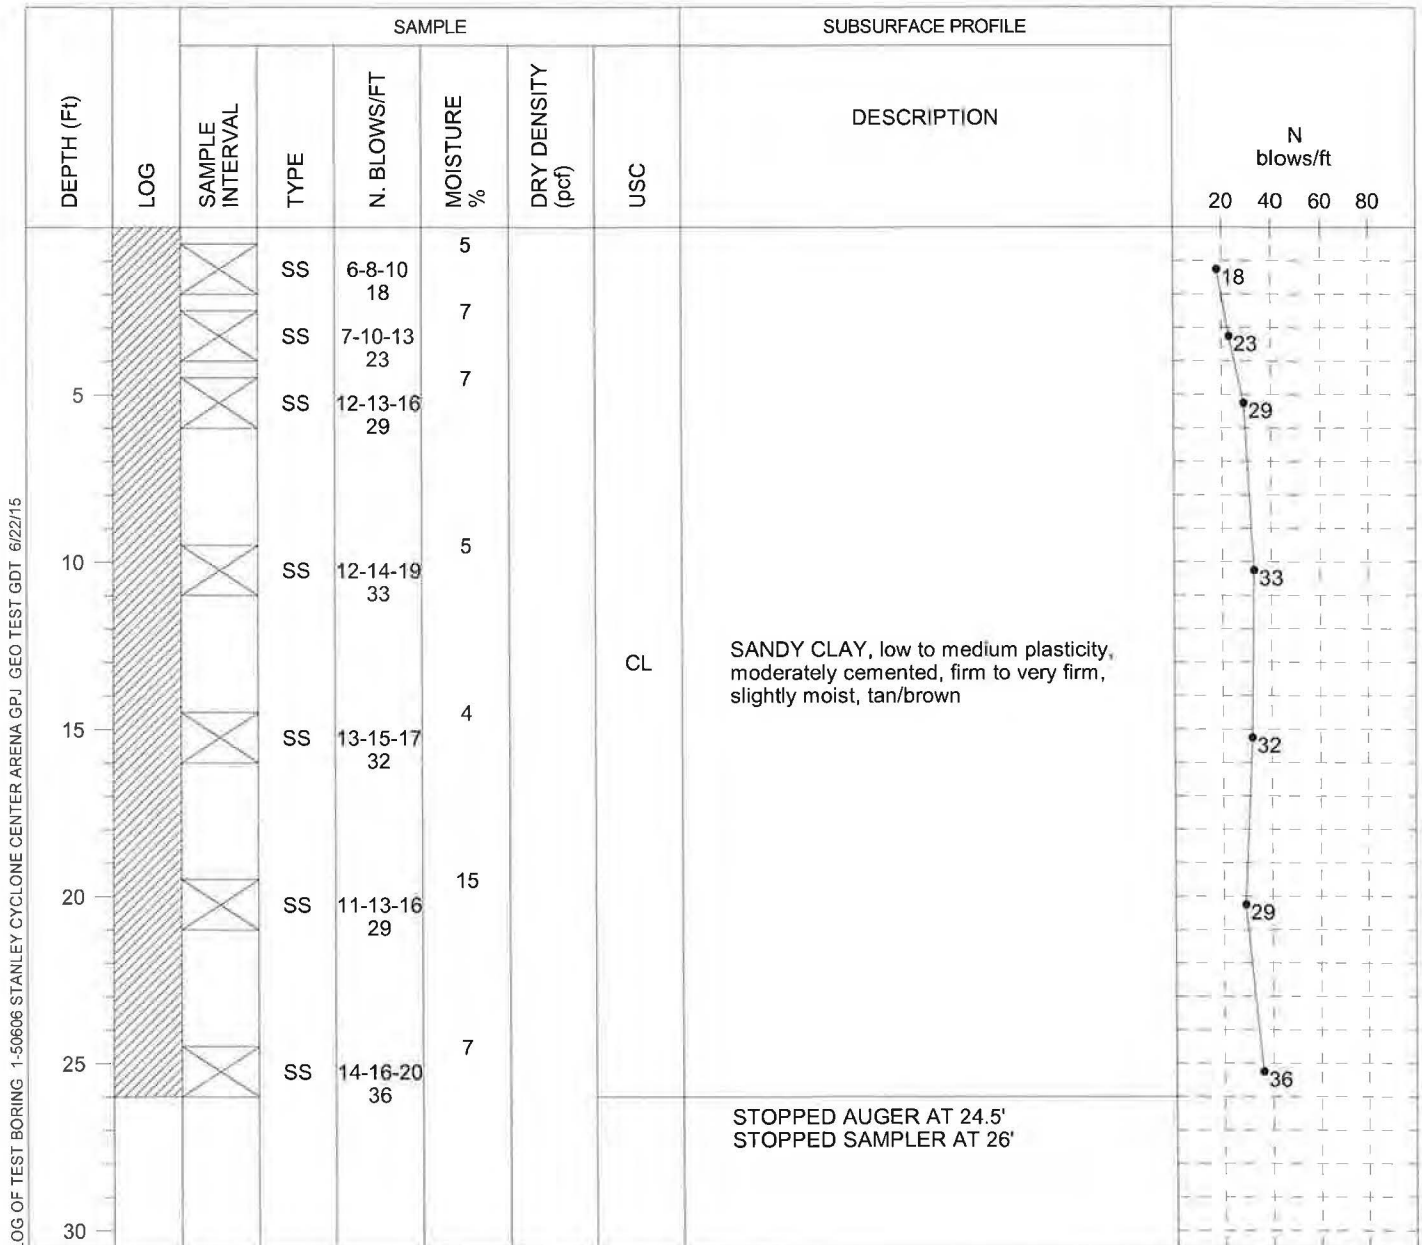 SAMPLE
SUBSURFACE PROFILE
DEPTH (Ft)
LOG
SAMPLE
INTERVAL
TYPE
N. BLOWS/FT
MOISTURE
%
DRY DENSITY
(pcf)
USC
DESCRIPTION
N
blows/ft
20 40 60 80
5
SS 6-8-10
18
18
7
SS 7-10-13
23
23
7
5
SS 12-13-16
29
29
5
10
SS 12-14-19
33
33
CL
SANDY CLAY, low to medium plasticity,
moderately cemented, firm to very firm,
slightly moist, tan/brown
4
15
SS 13-15-17
32
32
15
20
SS 11-13-16
29
29
7
25
SS 14-16-20
36
36
STOPPED AUGER AT 24.5'
STOPPED SAMPLER AT 26'
30
LOG OF TEST BORING 1-50606 STANLEY CYCLONE CENTER ARENA GPJ GEO TEST GDT 6/22/15